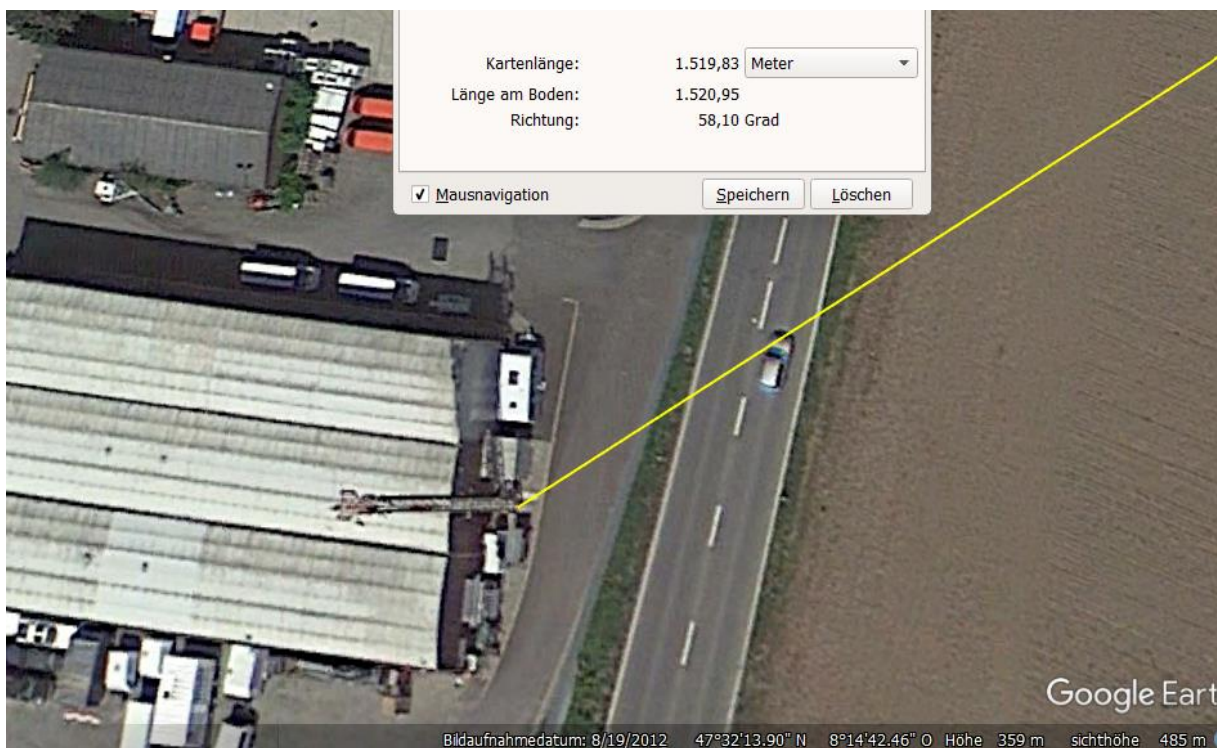 Kartenlänge: 1.519,83 Meter
Länge am Boden: 1.520,95
Richtung: 58,10 Grad
Mausnavigation Speichern Löschen
Google Eart
Bildaufnahmedatum: 8/19/2012 47°32'13.90" N 8°14'42.46" O Höhe 359 m sichthöhe 485 m